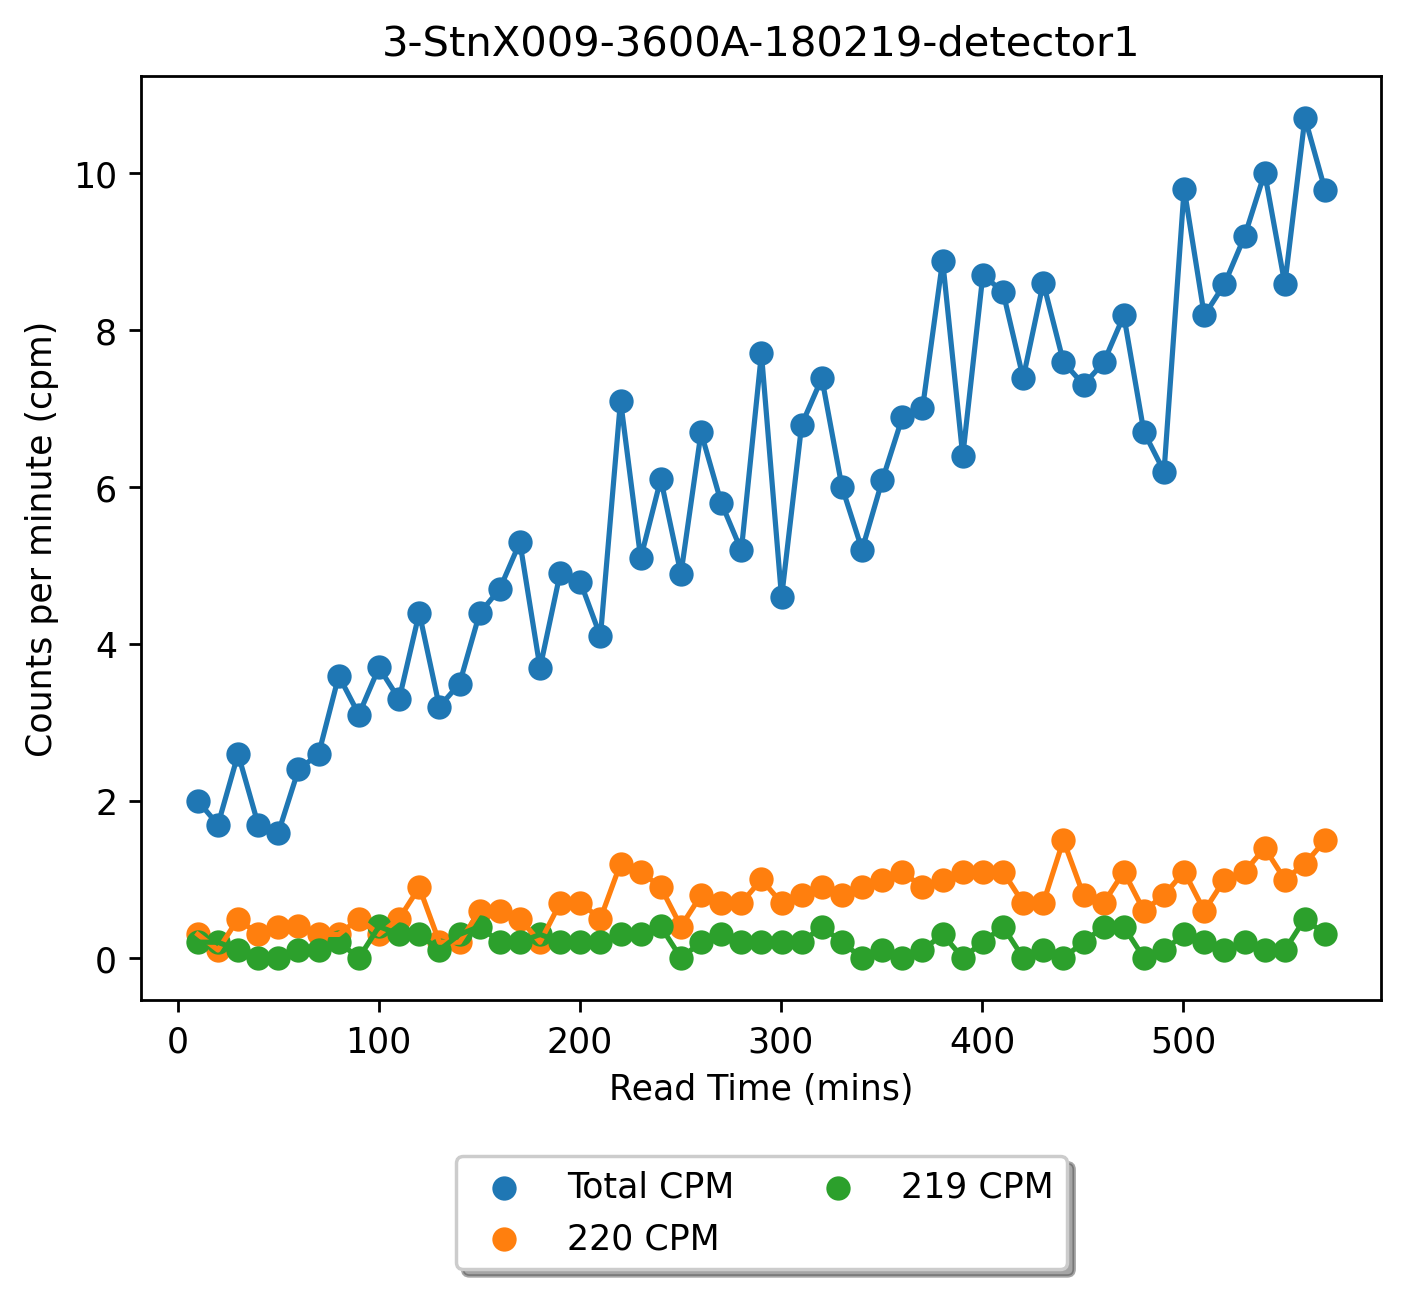 3-StnX009-3600A-180219-detector1
10
8
6
4
2
0
Counts per minute (cpm)
0 100 200 300 400 500
Read Time (mins)
Total CPM 219 CPM
220 CPM